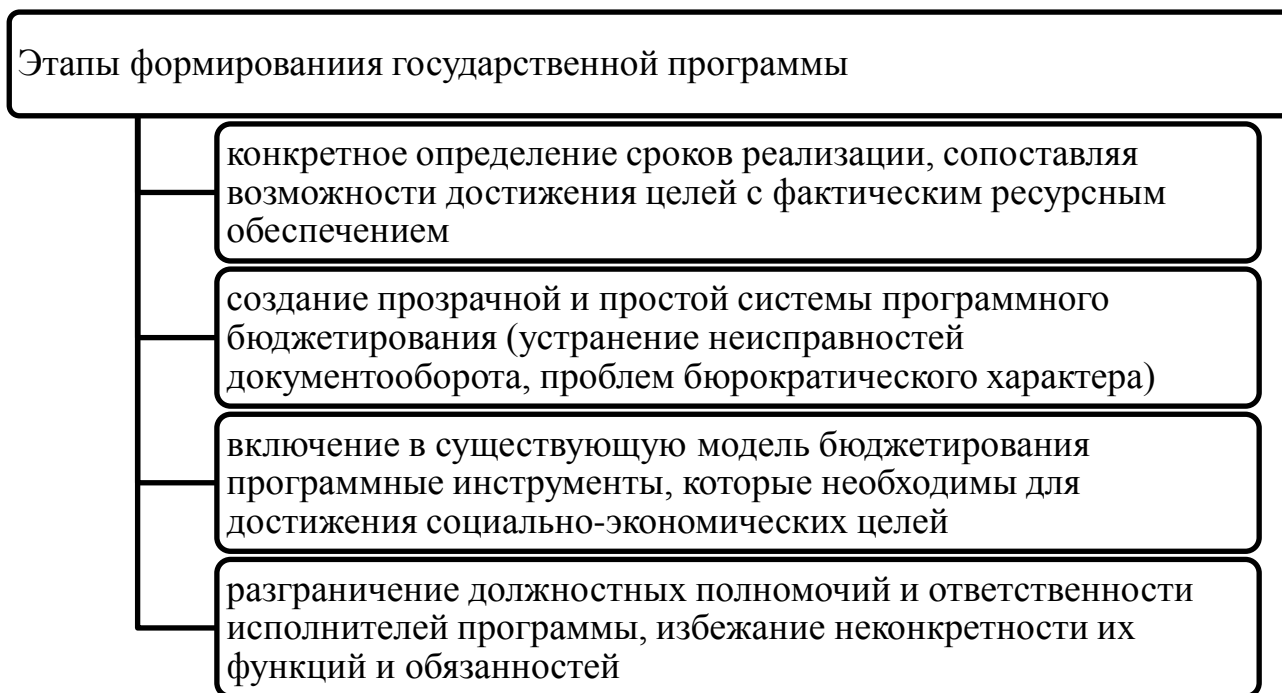 Этапы формированиия государственной программы
конкретное определение сроков реализации, сопоставляя
возможности достижения целей с фактическим ресурсным
обеспечением
создание прозрачной и простой системы программного
бюджетирования (устранение неисправностей
документооборота, проблем бюрократического характера)
включение в существующую модель бюджетирования
программные инструменты, которые необходимы для
достижения социально-экономических целей
разграничение должностных полномочий и ответственности
исполнителей программы, избежание неконкретности их
функций и обязанностей